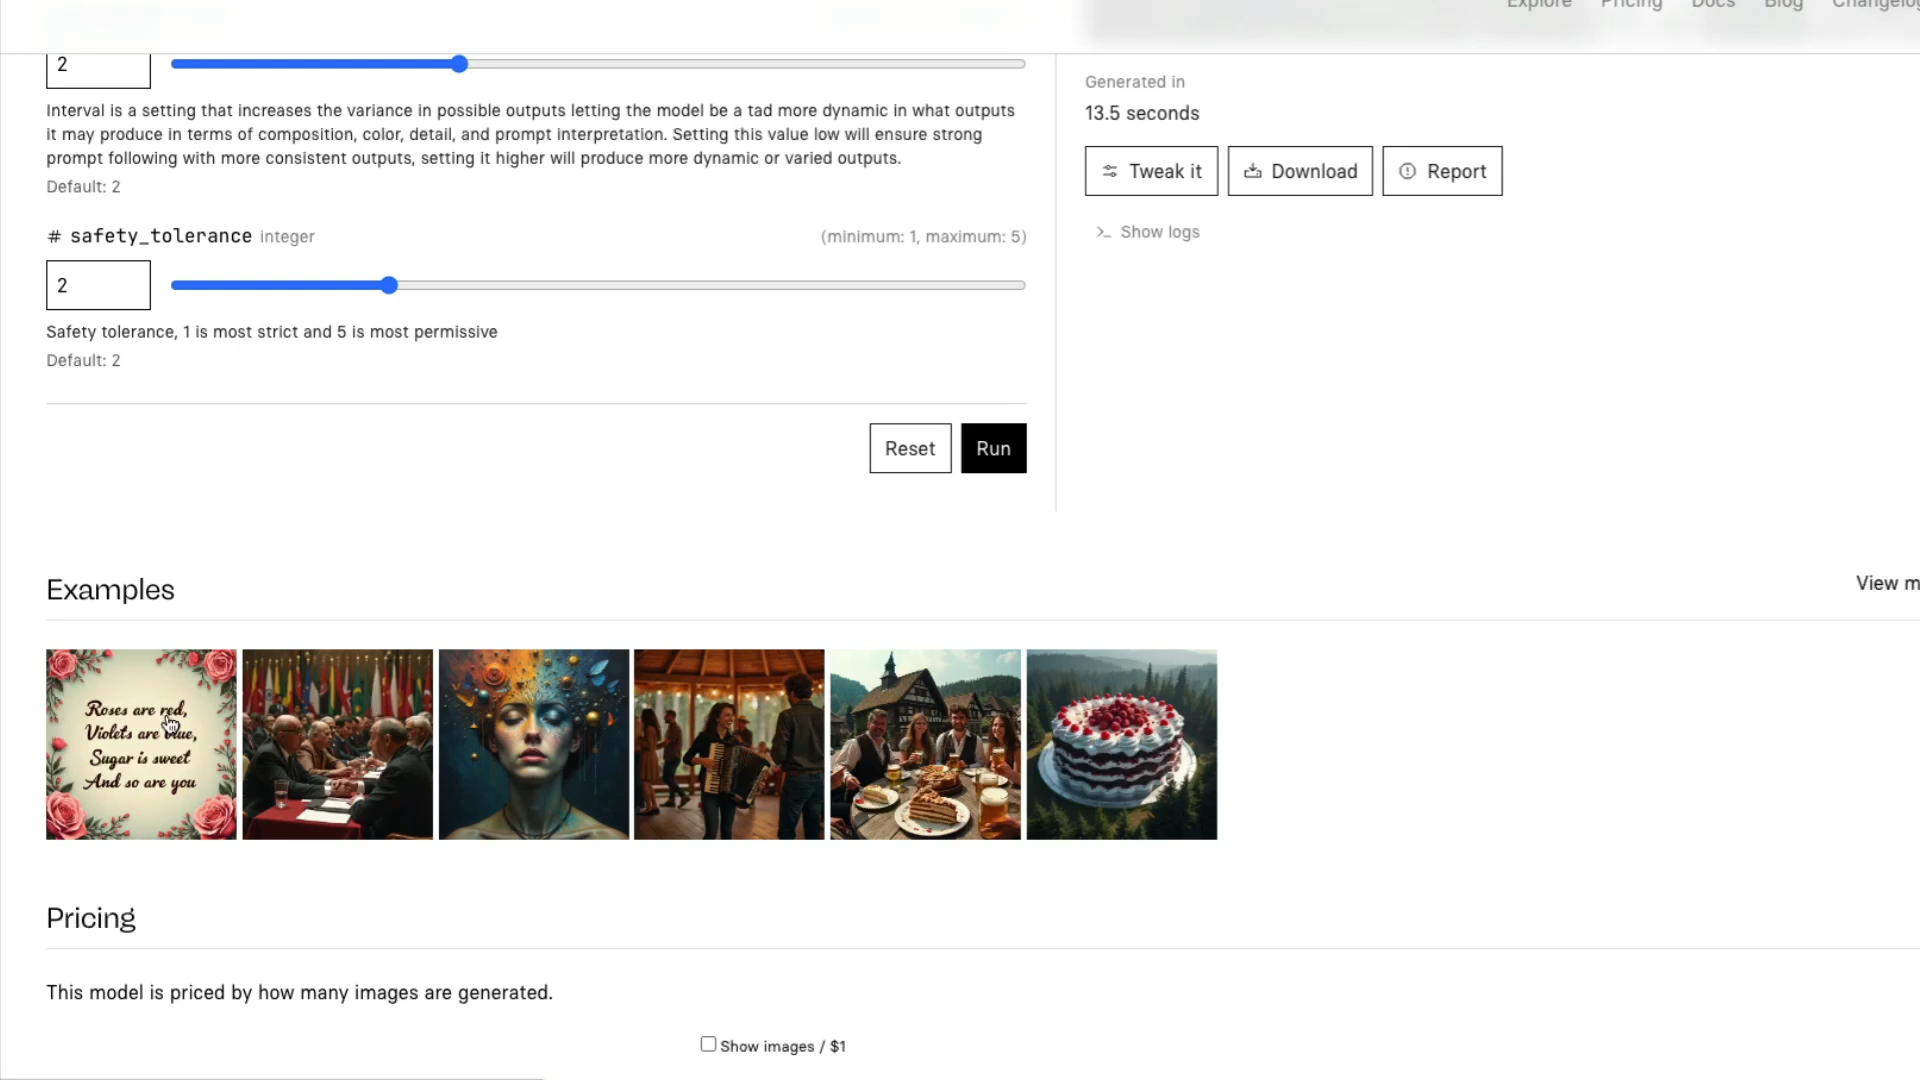 Explore Pricing Docs Blog Changelog
2
Interval is a setting that increases the variance in possible outputs letting the model be a tad more dynamic in what outputs
it may produce in terms of composition, color, detail, and prompt interpretation. Setting this value low will ensure strong
prompt following with more consistent outputs, setting it higher will produce more dynamic or varied outputs.
Default: 2
# safety_tolerance integer (minimum: 1, maximum: 5)
2
Safety tolerance, 1 is most strict and 5 is most permissive
Default: 2
Reset Run
Generated in
13.5 seconds
Tweak it Download Report
>_ Show logs
Examples
View m
Roses are red,
Violets are blue,
Sugar is sweet
And so are you
Pricing
This model is priced by how many images are generated.
Show images / $1